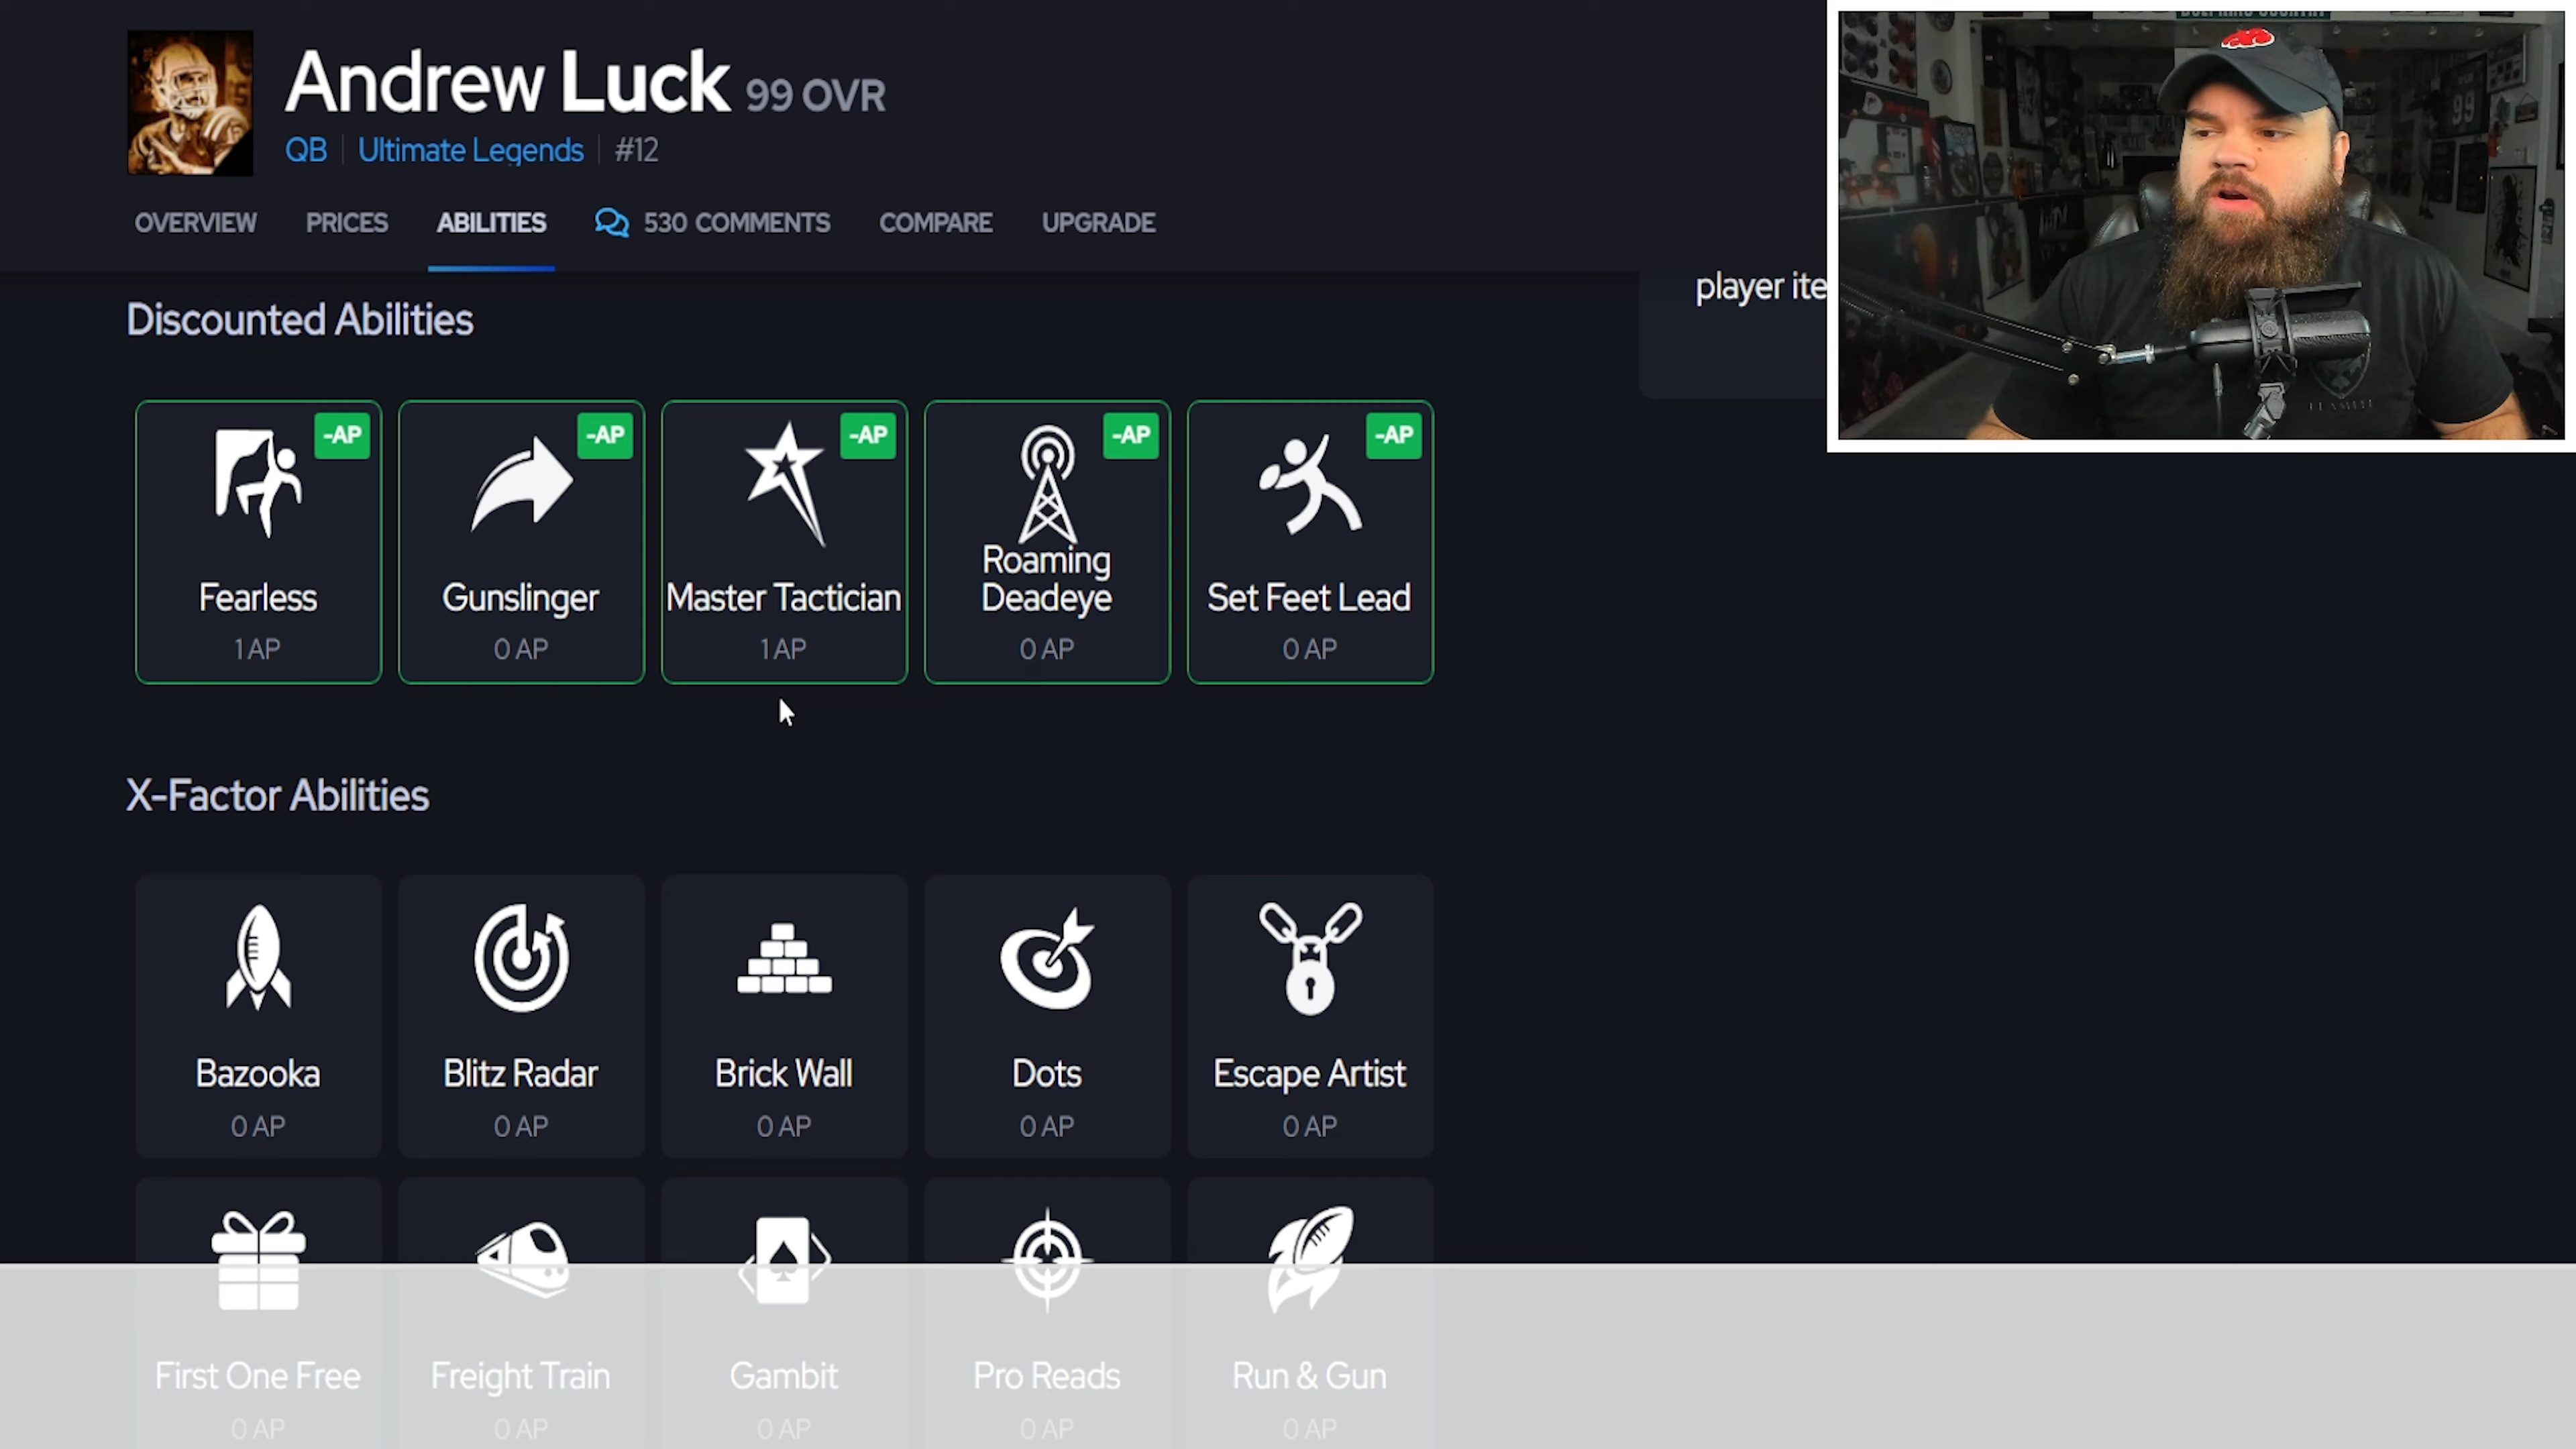 Andrew Luck 99 OVR
QB Ultimate Legends #12
OVERVIEW PRICES ABILITIES 530 COMMENTS COMPARE UPGRADE
player ite
Discounted Abilities
-AP -AP -AP -AP -AP
Fearless Gunslinger Master Tactician Roaming Deadeye Set Feet Lead
1 AP 0 AP 1 AP 0 AP 0 AP
X-Factor Abilities
Bazooka Blitz Radar Brick Wall Dots Escape Artist
0 AP 0 AP 0 AP 0 AP 0 AP
First One Free Freight Train Gambit Pro Reads Run & Gun
0 AP 0 AP 0 AP 0 AP 0 AP
99